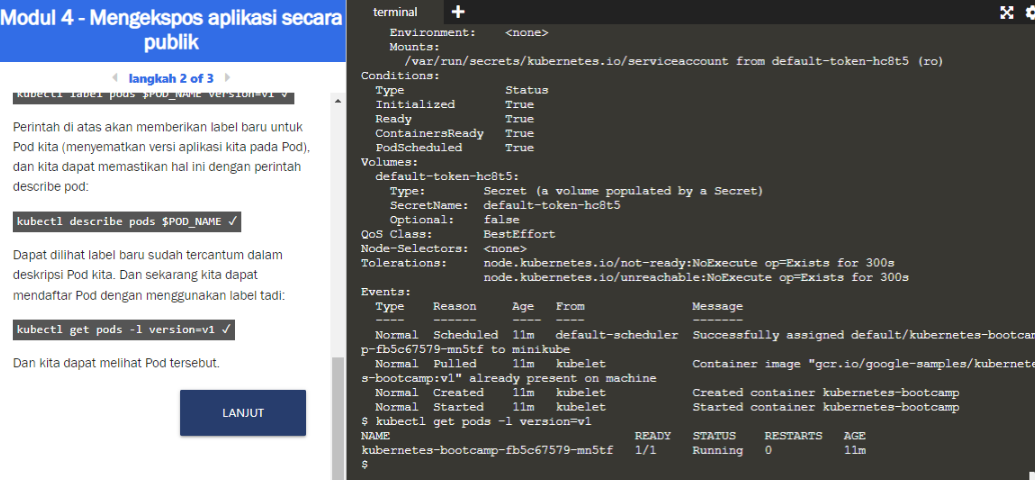 Modul 4 - Mengekspos aplikasi secara
publik
langkah 2 of 3
kubectl label pods $POD_NAME version=v1 ✓
Perintah di atas akan memberikan label baru untuk
Pod kita (menyematkan versi aplikasi kita pada Pod),
dan kita dapat memastikan hal ini dengan perintah
describe pod:
kubectl describe pods $POD_NAME ✓
Dapat dilihat label baru sudah tercantum dalam
deskripsi Pod kita. Dan sekarang kita dapat
mendaftar Pod dengan menggunakan label tadi:
kubectl get pods -l version=v1 ✓
Dan kita dapat melihat Pod tersebut.
LANJUT
terminal +
Environment: <none>
Mounts:
/var/run/secrets/kubernetes.io/serviceaccount from default-token-hc8t5 (ro)
Conditions:
Type Status
Initialized True
Ready True
ContainersReady True
PodScheduled True
Volumes:
default-token-hc8t5:
Type: Secret (a volume populated by a Secret)
SecretName: default-token-hc8t5
Optional: false
QoS Class: BestEffort
Node-Selectors: <none>
Tolerations: node.kubernetes.io/not-ready:NoExecute op=Exists for 300s
node.kubernetes.io/unreachable:NoExecute op=Exists for 300s
Events:
Type Reason Age From Message
---- ------ ---- ---- -------
Normal Scheduled 11m default-scheduler Successfully assigned default/kubernetes-bootcam
p-fb5c67579-mn5tf to minikube
Normal Pulled 11m kubelet Container image "gcr.io/google-samples/kubernete
s-bootcamp:v1" already present on machine
Normal Created 11m kubelet Created container kubernetes-bootcamp
Normal Started 11m kubelet Started container kubernetes-bootcamp
$ kubectl get pods -l version=v1
NAME READY STATUS RESTARTS AGE
kubernetes-bootcamp-fb5c67579-mn5tf 1/1 Running 0 11m
$